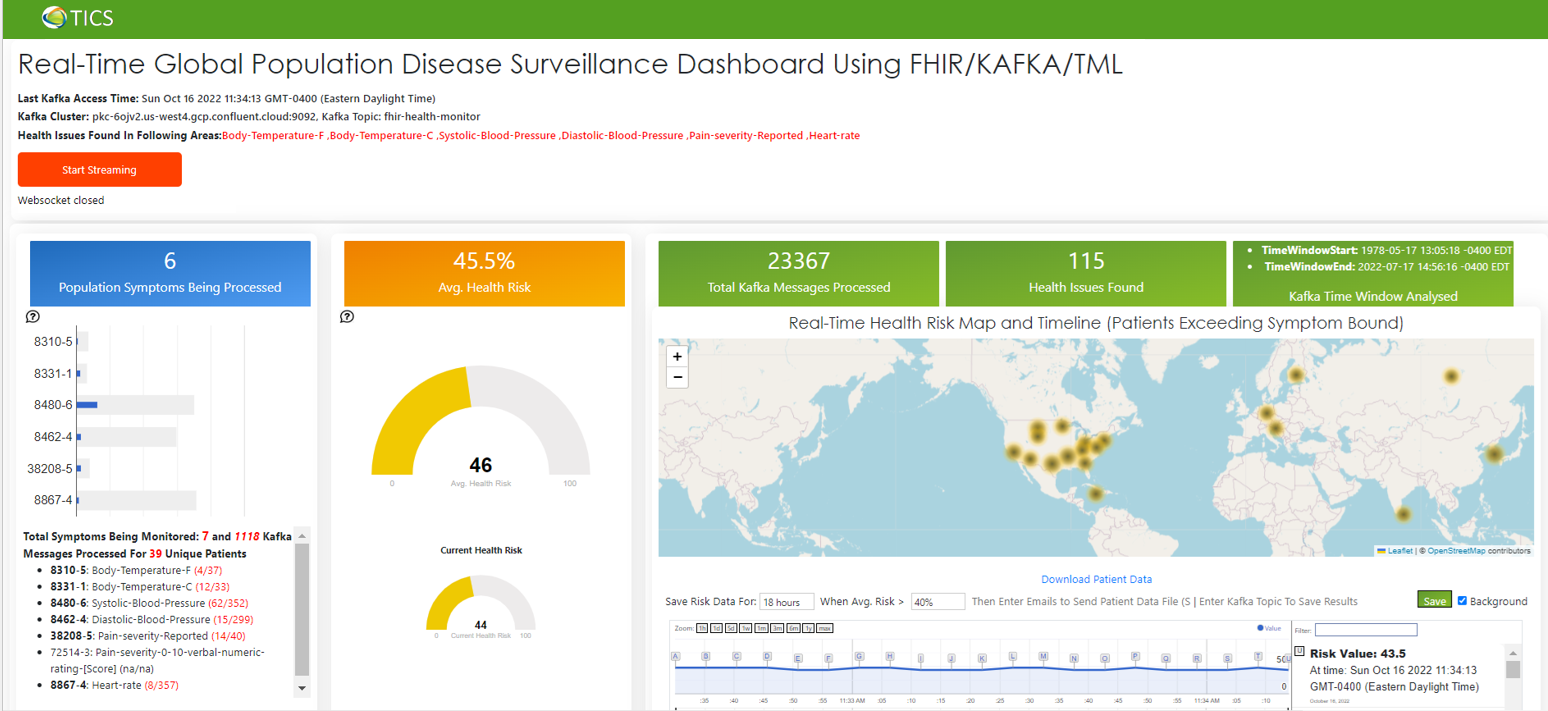 TICS
Real-Time Global Population Disease Surveillance Dashboard Using FHIR/KAFKA/TML
Last Kafka Access Time: Sun Oct 16 2022 11:34:13 GMT-0400 (Eastern Daylight Time)
Kafka Cluster: pkc-6ojv2.us-west4.gcp.confluent.cloud:9092, Kafka Topic: fhir-health-monitor
Health Issues Found In Following Areas:Body-Temperature-F ,Body-Temperature-C ,Systolic-Blood-Pressure ,Diastolic-Blood-Pressure ,Pain-severity-Reported ,Heart-rate
Start Streaming
Websocket closed
6
Population Symptoms Being Processed
8310-5
8331-1
8480-6
8462-4
38208-5
8867-4
Total Symptoms Being Monitored: 7 and 1118 Kafka
Messages Processed For 39 Unique Patients
8310-5: Body-Temperature-F (4/37)
8331-1: Body-Temperature-C (12/33)
8480-6: Systolic-Blood-Pressure (62/352)
8462-4: Diastolic-Blood-Pressure (15/299)
38208-5: Pain-severity-Reported (14/40)
72514-3: Pain-severity-0-10-verbal-numeric-
rating-[Score] (na/na)
8867-4: Heart-rate (8/357)
45.5%
Avg. Health Risk
46
0 Avg. Health Risk 100
Current Health Risk
44
0 Current Health Risk 100
23367
Total Kafka Messages Processed
115
Health Issues Found
TimeWindowStart: 1978-05-17 13:05:18 -0400 EDT
TimeWindowEnd: 2022-07-17 14:56:16 -0400 EDT
Kafka Time Window Analysed
Real-Time Health Risk Map and Timeline (Patients Exceeding Symptom Bound)
+
−
Leaflet | © OpenStreetMap contributors
Download Patient Data
Save Risk Data For: 18 hours When Avg. Risk > 40% Then Enter Emails to Send Patient Data File (S | Enter Kafka Topic To Save Results Save Background
Zoom: 1h 1d 5d 1w 1m 3m 6m 1y max Value
A B C D E F G H I J K L M N O P Q R S T U
50
0
:35 :40 :45 :50 :55 11:33 AM :05 :10 :15 :20 :25 :30 :35 :40 :45 :50 :55 11:34 AM :05 :10
Filter:
U Risk Value: 43.5
At time: Sun Oct 16 2022 11:34:13
GMT-0400 (Eastern Daylight Time)
October 16, 2022